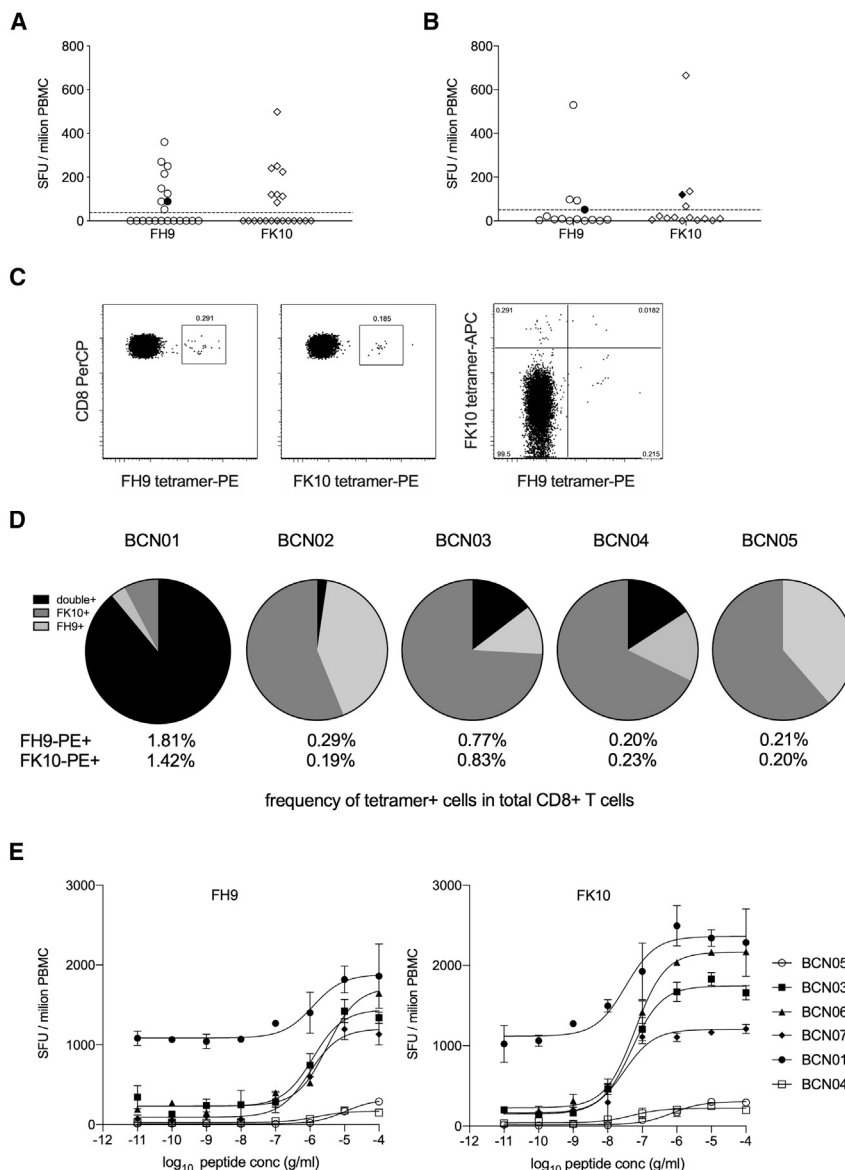 A
B
800
600
400
200
0
SFU / milion PBMC
FH9
FK10
800
600
400
200
0
SFU / milion PBMC
FH9
FK10
C
0.291
0.185
0.291
0.0182
99.5
0.215
CD8 PerCP
FK10 tetramer-APC
FH9 tetramer-PE
FK10 tetramer-PE
FH9 tetramer-PE
D
BCN01
BCN02
BCN03
BCN04
BCN05
double+
FK10+
FH9+
FH9-PE+ 1.81% 0.29% 0.77% 0.20% 0.21%
FK10-PE+ 1.42% 0.19% 0.83% 0.23% 0.20%
frequency of tetramer+ cells in total CD8+ T cells
E
FH9
3000
2000
1000
0
SFU / milion PBMC
-12 -11 -10 -9 -8 -7 -6 -5 -4
log10 peptide conc (g/ml)
FK10
3000
2000
1000
0
SFU / milion PBMC
-12 -11 -10 -9 -8 -7 -6 -5 -4
log10 peptide conc (g/ml)
BCN05
BCN03
BCN06
BCN07
BCN01
BCN04